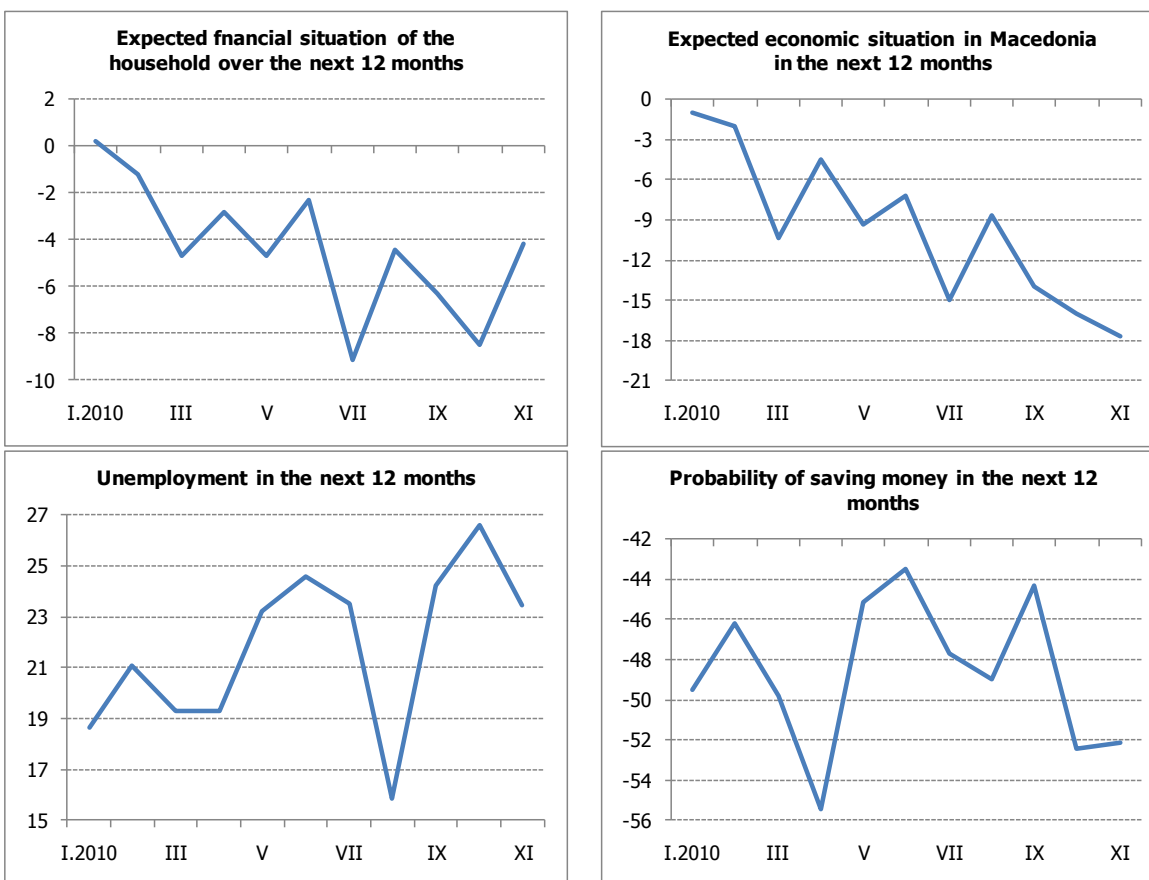 Expected fnancial situation of the
household over the next 12 months
2
0
-2
-4
-6
-8
-10
I.2010 III V VII IX XI
Expected economic situation in Macedonia
in the next 12 months
0
-3
-6
-9
-12
-15
-18
-21
I.2010 III V VII IX XI
Unemployment in the next 12 months
27
25
23
21
19
17
15
I.2010 III V VII IX XI
Probability of saving money in the next 12
months
-42
-44
-46
-48
-50
-52
-54
-56
I.2010 III V VII IX XI